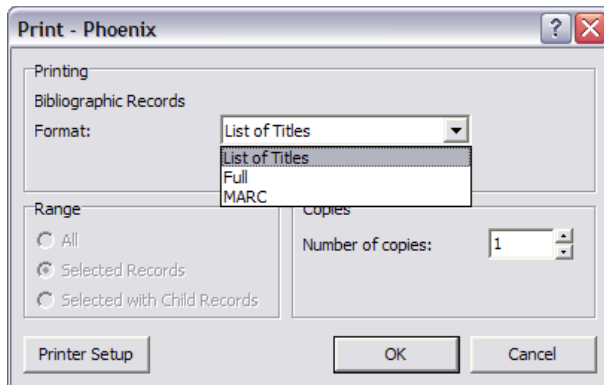 Print - Phoenix
Printing
Bibliographic Records
Format:
List of Titles
List of Titles
Full
MARC
Range
All
Selected Records
Selected with Child Records
Copies
Number of copies:
1
Printer Setup
OK
Cancel